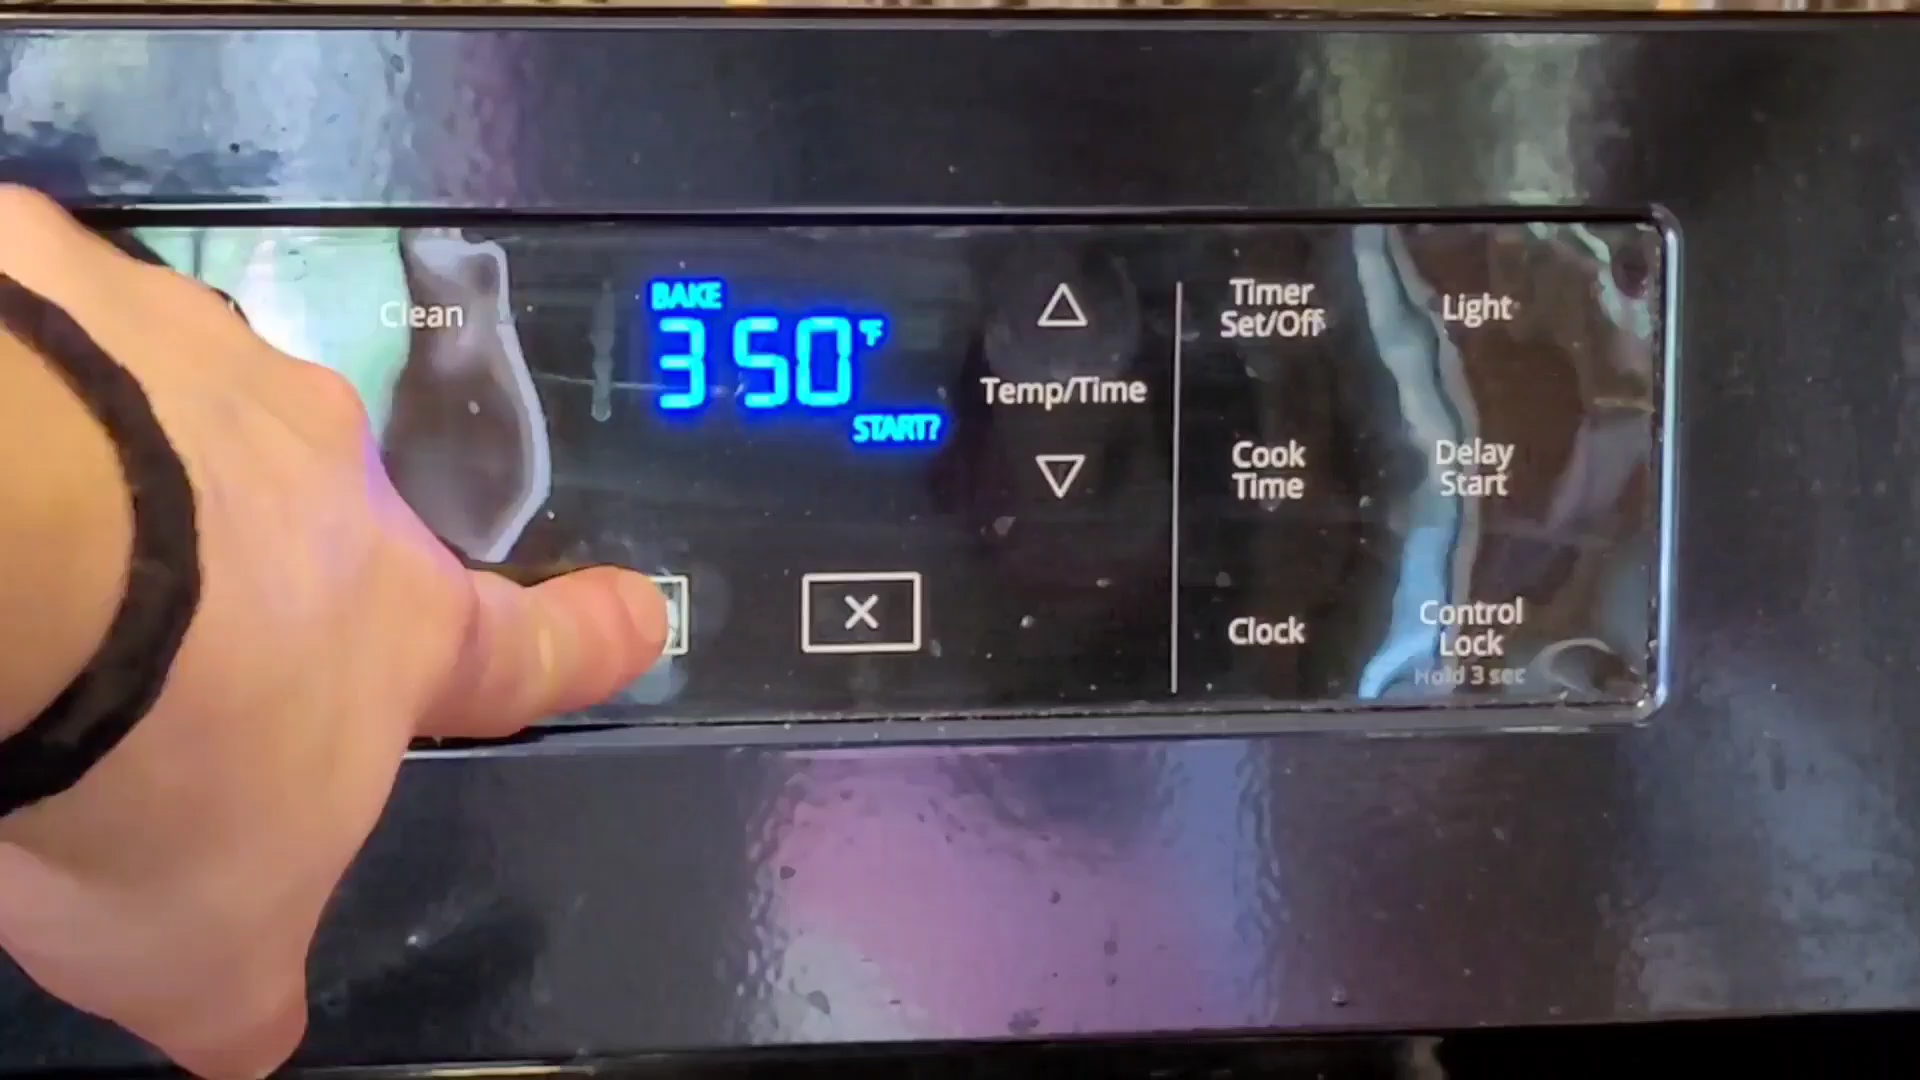 Clean
BAKE
350°F
START?
Temp/Time
Timer
Set/Off
Light
Cook
Time
Delay
Start
Clock
Control
Lock
Hold 3 sec